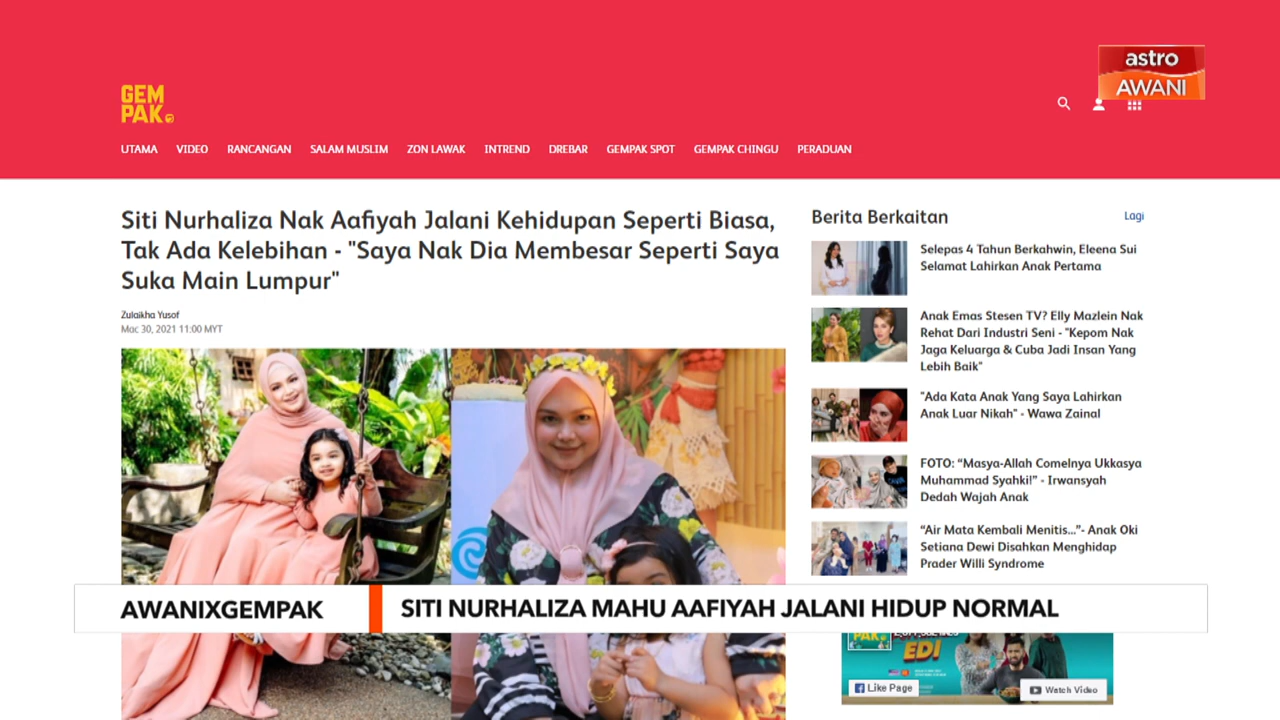 astro
AWANI
GEM
PAK
UTAMA VIDEO RANCANGAN SALAM MUSLIM ZON LAWAK INTREND DREBAR GEMPAK SPOT GEMPAK CHINGU PERADUAN
Siti Nurhaliza Nak Aafiyah Jalani Kehidupan Seperti Biasa,
Tak Ada Kelebihan - "Saya Nak Dia Membesar Seperti Saya
Suka Main Lumpur"
Zulaikha Yusof
Mac 30, 2021 11:00 MYT
Berita Berkaitan Lagi
Selepas 4 Tahun Berkahwin, Eleena Sui
Selamat Lahirkan Anak Pertama
Anak Emas Stesen TV? Elly Mazlein Nak
Rehat Dari Industri Seni - "Kepom Nak
Jaga Keluarga & Cuba Jadi Insan Yang
Lebih Baik"
"Ada Kata Anak Yang Saya Lahirkan
Anak Luar Nikah" - Wawa Zainal
FOTO: “Masya-Allah Comelnya Ukkasya
Muhammad Syahki!” - Irwansyah
Dedah Wajah Anak
“Air Mata Kembali Menitis...”- Anak Oki
Setiana Dewi Disahkan Menghidap
Prader Willi Syndrome
AWANIXGEMPAK SITI NURHALIZA MAHU AAFIYAH JALANI HIDUP NORMAL
PAK
EDI
Like Page Watch Video